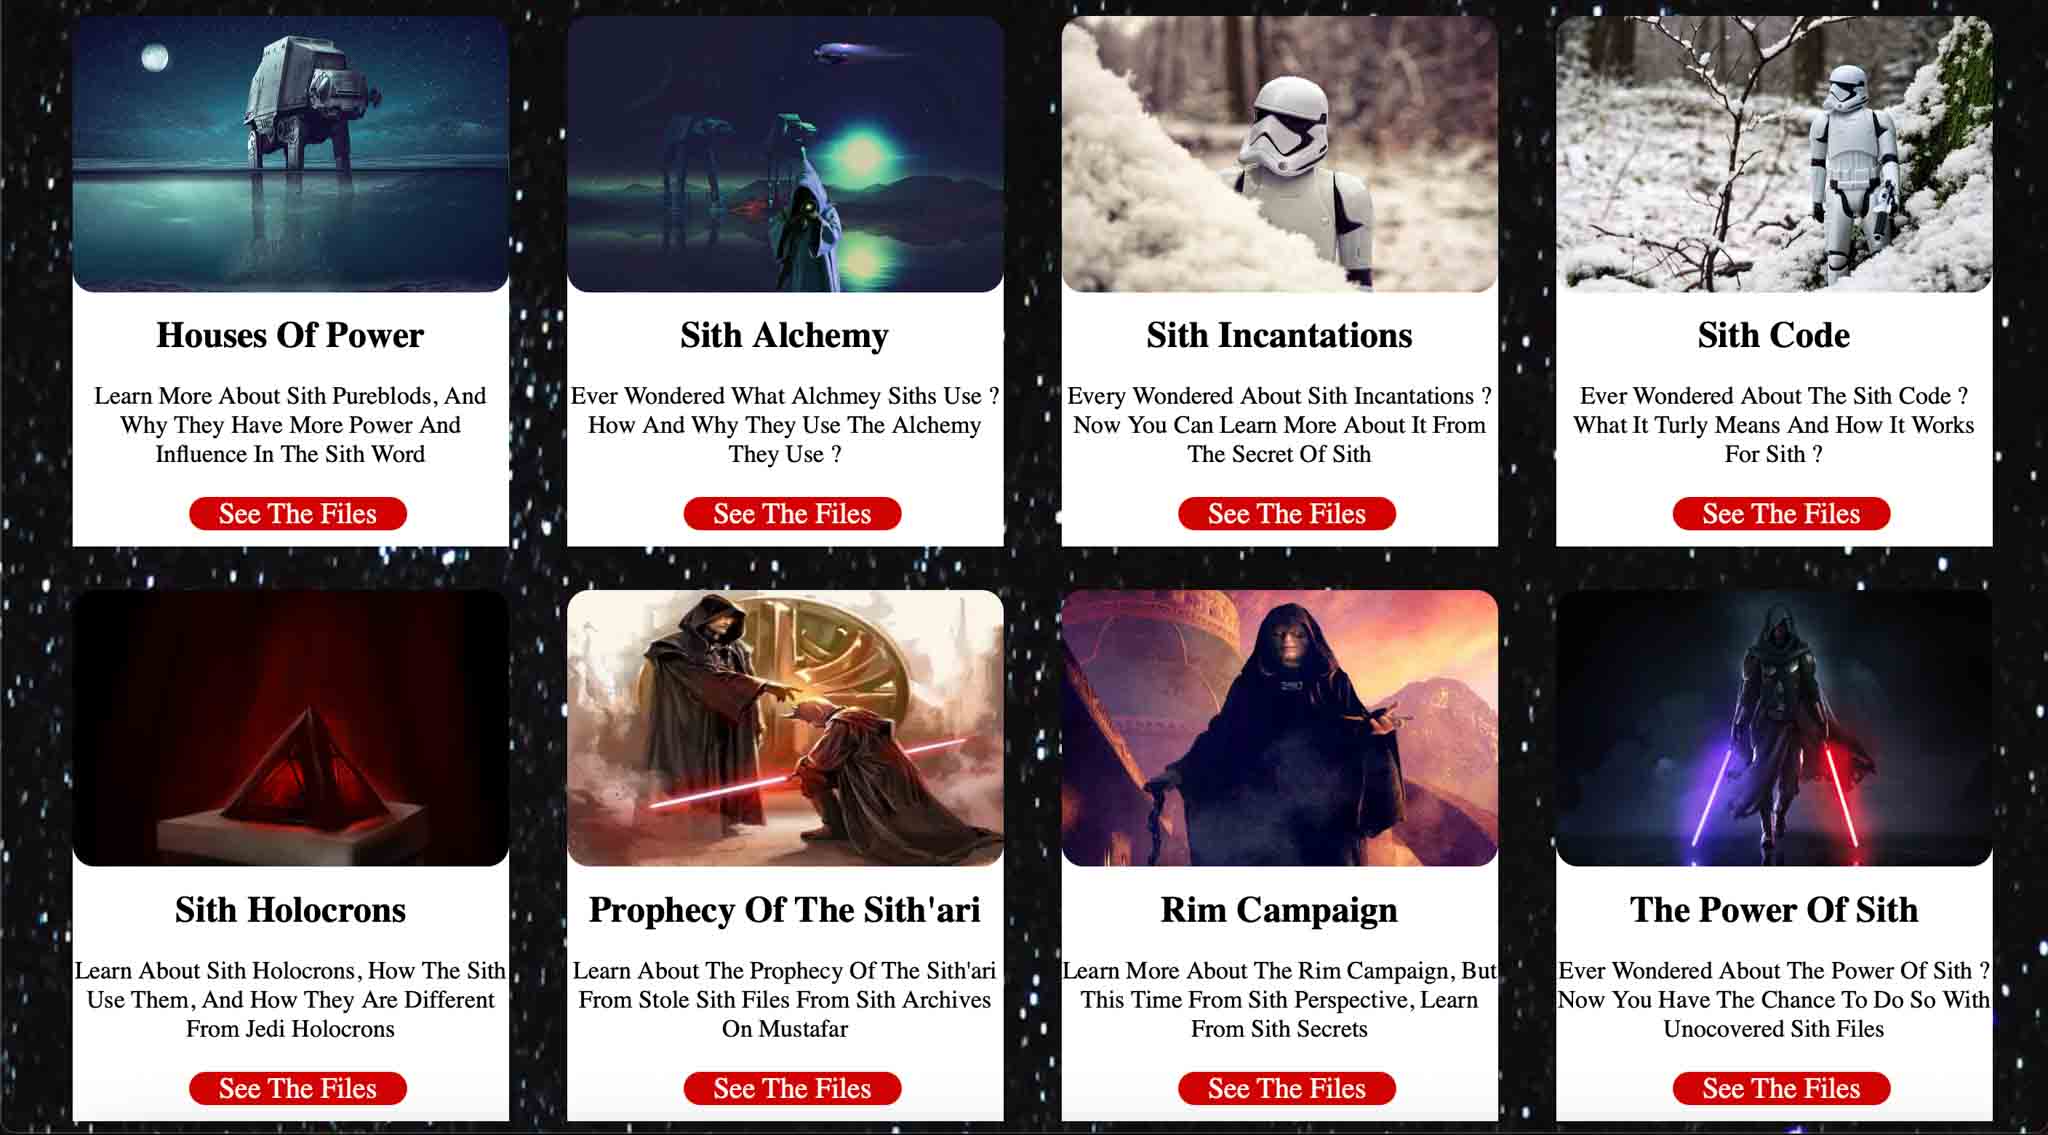 Houses Of Power
Learn More About Sith Pureblods, And
Why They Have More Power And
Influence In The Sith Word
See The Files
Sith Alchemy
Ever Wondered What Alchmey Siths Use ?
How And Why They Use The Alchemy
They Use ?
See The Files
Sith Incantations
Every Wondered About Sith Incantations ?
Now You Can Learn More About It From
The Secret Of Sith
See The Files
Sith Code
Ever Wondered About The Sith Code ?
What It Turly Means And How It Works
For Sith ?
See The Files
Sith Holocrons
Learn About Sith Holocrons, How The Sith
Use Them, And How They Are Different
From Jedi Holocrons
See The Files
Prophecy Of The Sith'ari
Learn About The Prophecy Of The Sith'ari
From Stole Sith Files From Sith Archives
On Mustafar
See The Files
Rim Campaign
Learn More About The Rim Campaign, But
This Time From Sith Perspective, Learn
From Sith Secrets
See The Files
The Power Of Sith
Ever Wondered About The Power Of Sith ?
Now You Have The Chance To Do So With
Unocovered Sith Files
See The Files